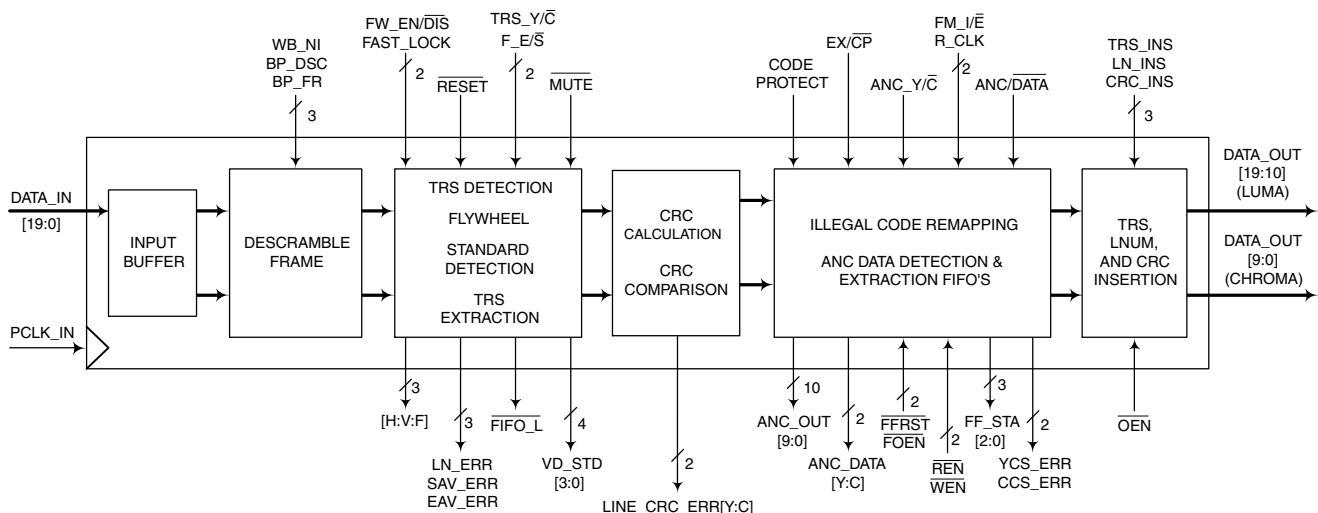 WB_NI
BP_DSC
BP_FR
3
FW_EN/DIS
FAST_LOCK
2
RESET
TRS_Y/C
F_E/S
2
MUTE
CODE
PROTECT
EX/CP
ANC_Y/C
FM_I/E
R_CLK
2
ANC/DATA
TRS_INS
LN_INS
CRC_INS
3
DATA_IN
[19:0]
PCLK_IN
INPUT
BUFFER
DESCRAMBLE
FRAME
TRS DETECTION
FLYWHEEL
STANDARD
DETECTION
TRS
EXTRACTION
CRC
CALCULATION
CRC
COMPARISON
ILLEGAL CODE REMAPPING
ANC DATA DETECTION &
EXTRACTION FIFO'S
TRS,
LNUM,
AND CRC
INSERTION
DATA_OUT
[19:10]
(LUMA)
DATA_OUT
[9:0]
(CHROMA)
3
[H:V:F]
3
LN_ERR
SAV_ERR
EAV_ERR
FIFO_L
4
VD_STD
[3:0]
2
LINE_CRC_ERR[Y:C]
10
ANC_OUT
[9:0]
2
ANC_DATA
[Y:C]
2
FFRST
FOEN
2
REN
WEN
3
FF_STA
[2:0]
2
YCS_ERR
CCS_ERR
OEN